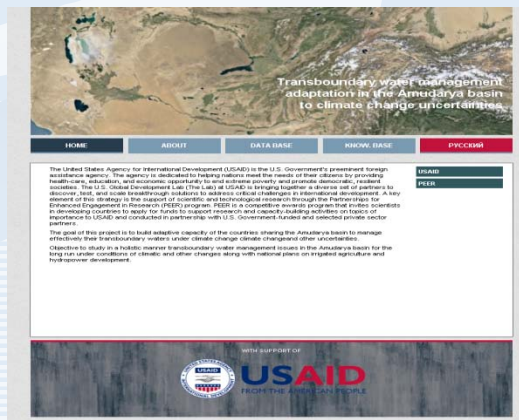 Transboundary water management
adaptation in the Amudarya basin
to climate change uncertainties
HOME ABOUT DATA BASE KNOW. BASE РУССКИЙ
The United States Agency for International Development (USAID) is the U.S. Government's preeminent foreign
assistance agency. The agency is dedicated to helping nations meet the needs of their citizens by providing
health-care, education, and economic opportunity to end extreme poverty and promote democratic, resilient
societies. The U.S. Global Development Lab (The Lab) at USAID is bringing together a diverse set of partners to
discover, test, and scale breakthrough solutions to address critical challenges in international development. A key
element of this strategy is the support of scientific and technological research through the Partnerships for
Enhanced Engagement in Research (PEER) program. PEER is a competitive awards program that invites scientists
in developing countries to apply for funds to support research and capacity-building activities on topics of
importance to USAID and conducted in partnership with U.S. Government-funded and selected private sector
partners.
The goal of this project is to build adaptive capacity of the countries sharing the Amudarya basin to manage
effectively their transboundary waters under climate change climate changeand other uncertainties.
Objective to study in a holistic manner transboundary water management issues in the Amudarya basin for the
long run under conditions of climatic and other changes along with national plans on irrigated agriculture and
hydropower development.
USAID
PEER
WITH SUPPORT OF
USAID
USAID
FROM THE AMERICAN PEOPLE